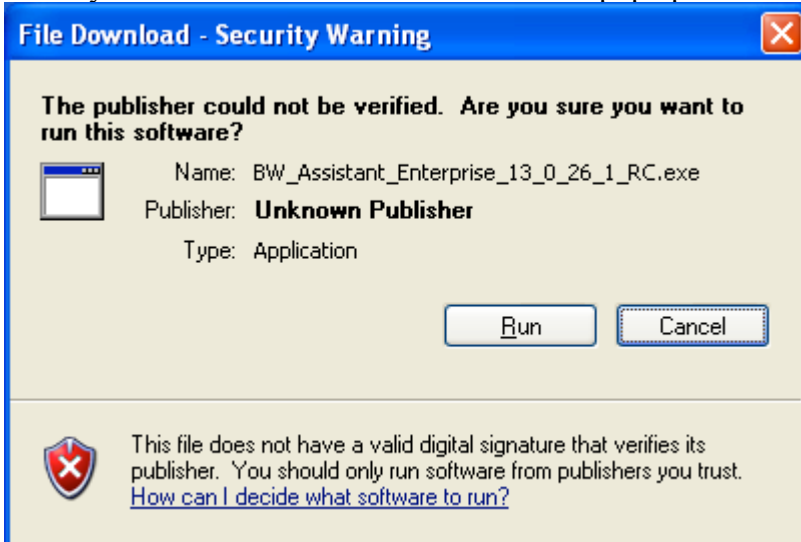 File Download - Security Warning
The publisher could not be verified.  Are you sure you want to
run this software?
Name: BW_Assistant_Enterprise_13_0_26_1_RC.exe
Publisher: Unknown Publisher
Type: Application
Run Cancel
This file does not have a valid digital signature that verifies its
publisher.  You should only run software from publishers you trust.
How can I decide what software to run?